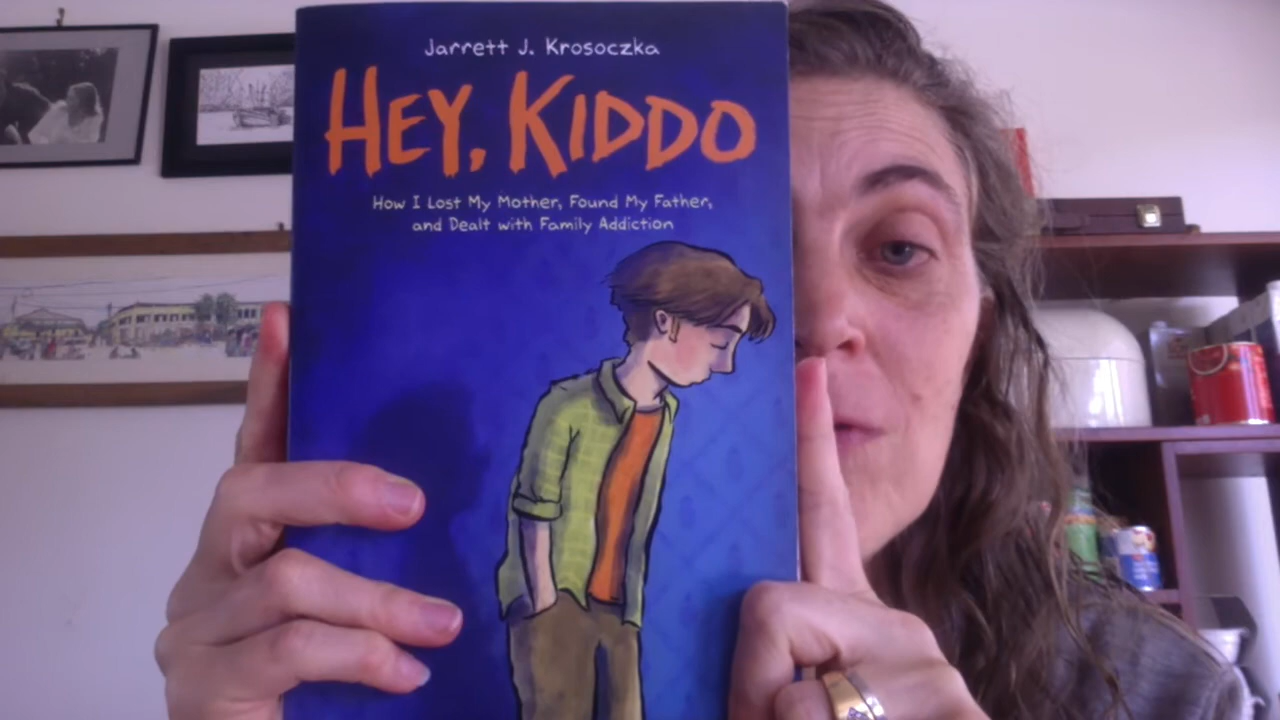 Jarrett J. Krosoczka
HEY, KIDDO
How I Lost My Mother, Found My Father,
and Dealt with Family Addiction